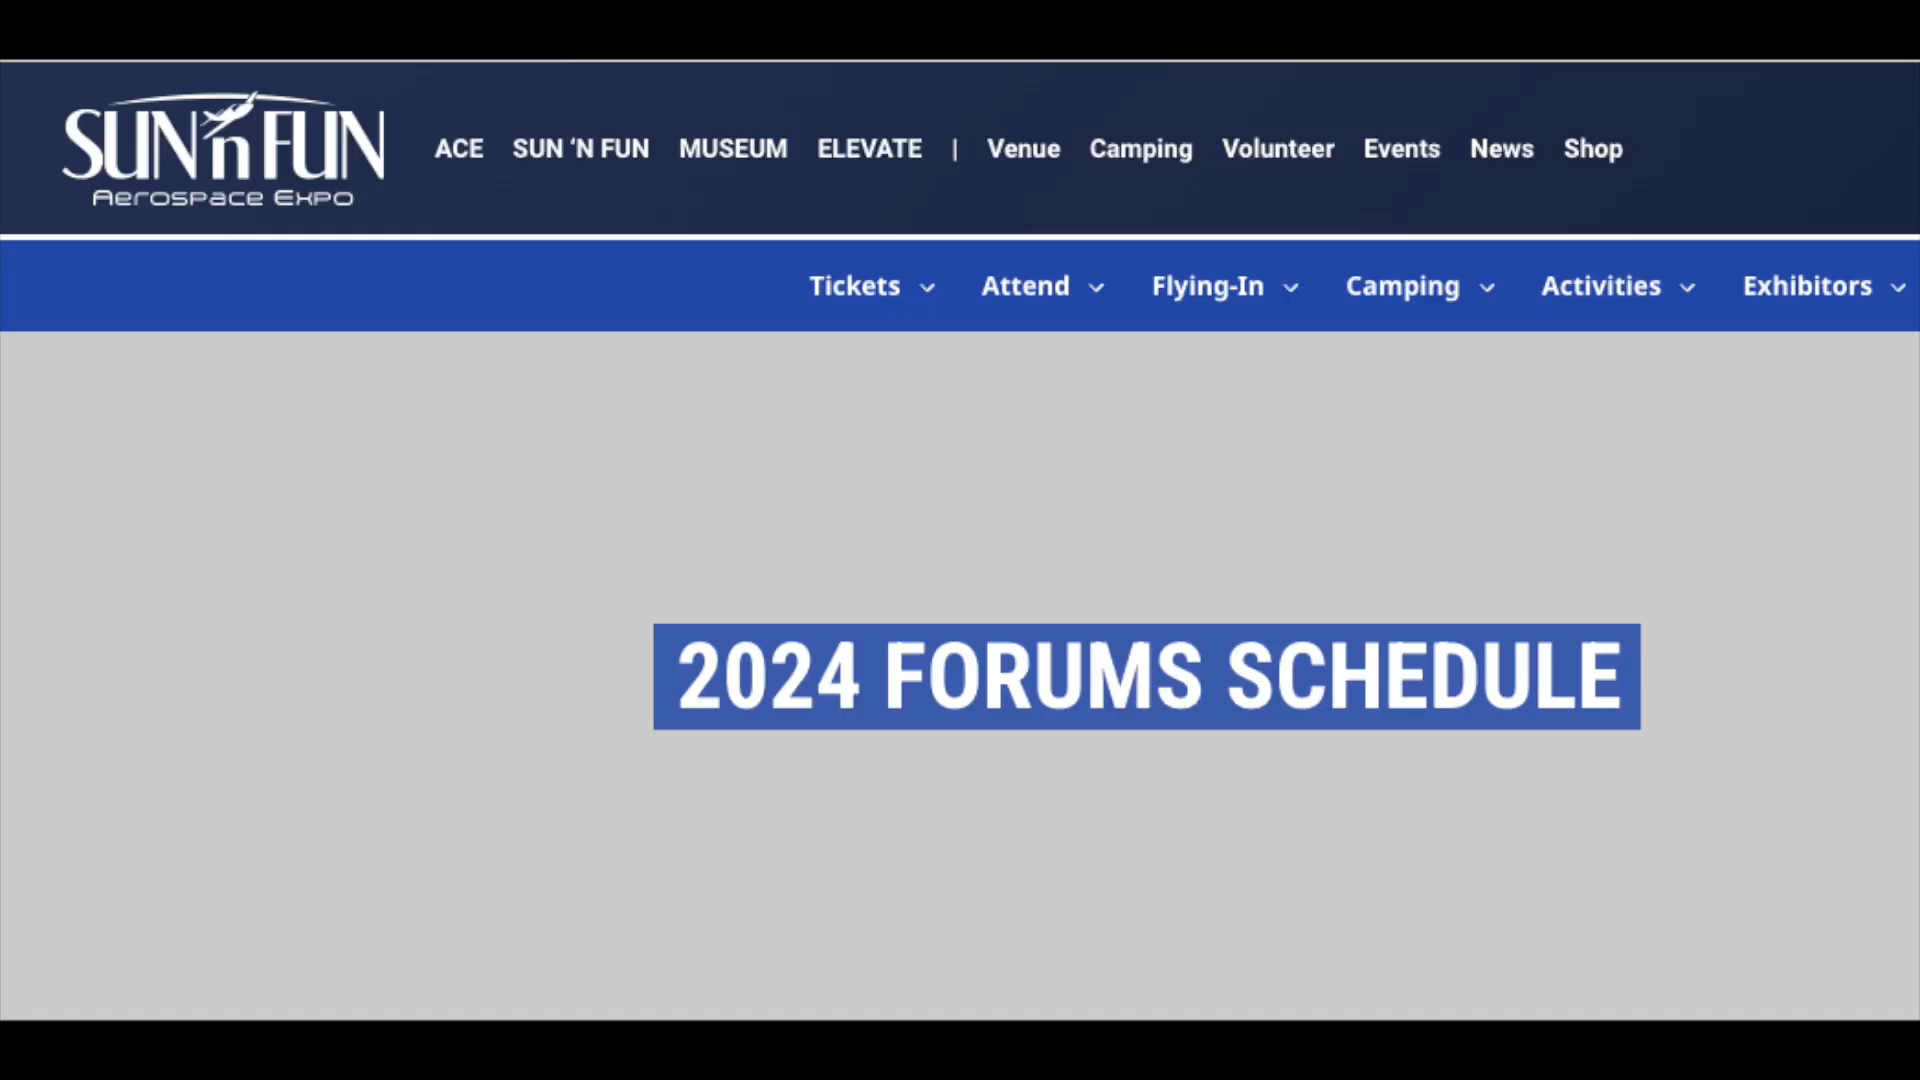 SUN 'n FUN
Aerospace Expo
ACE SUN ‘N FUN MUSEUM ELEVATE | Venue Camping Volunteer Events News Shop
Tickets Attend Flying-In Camping Activities Exhibitors
2024 FORUMS SCHEDULE